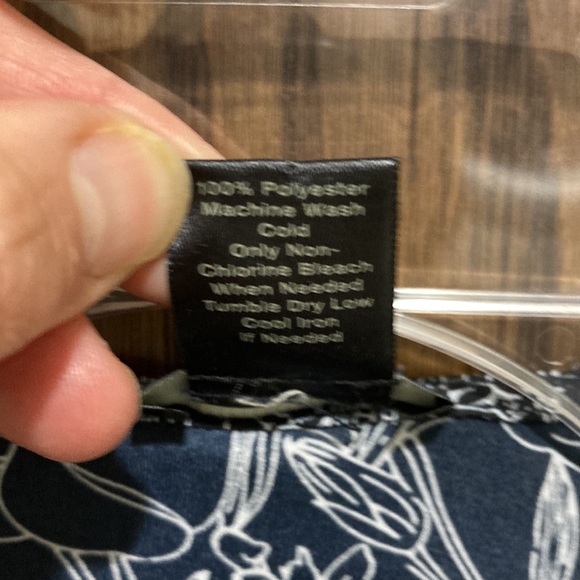 100% Polyester
Machine Wash
Cold
Only Non-
Chlorine Bleach
When Needed
Tumble Dry Low
Cool Iron
If Needed